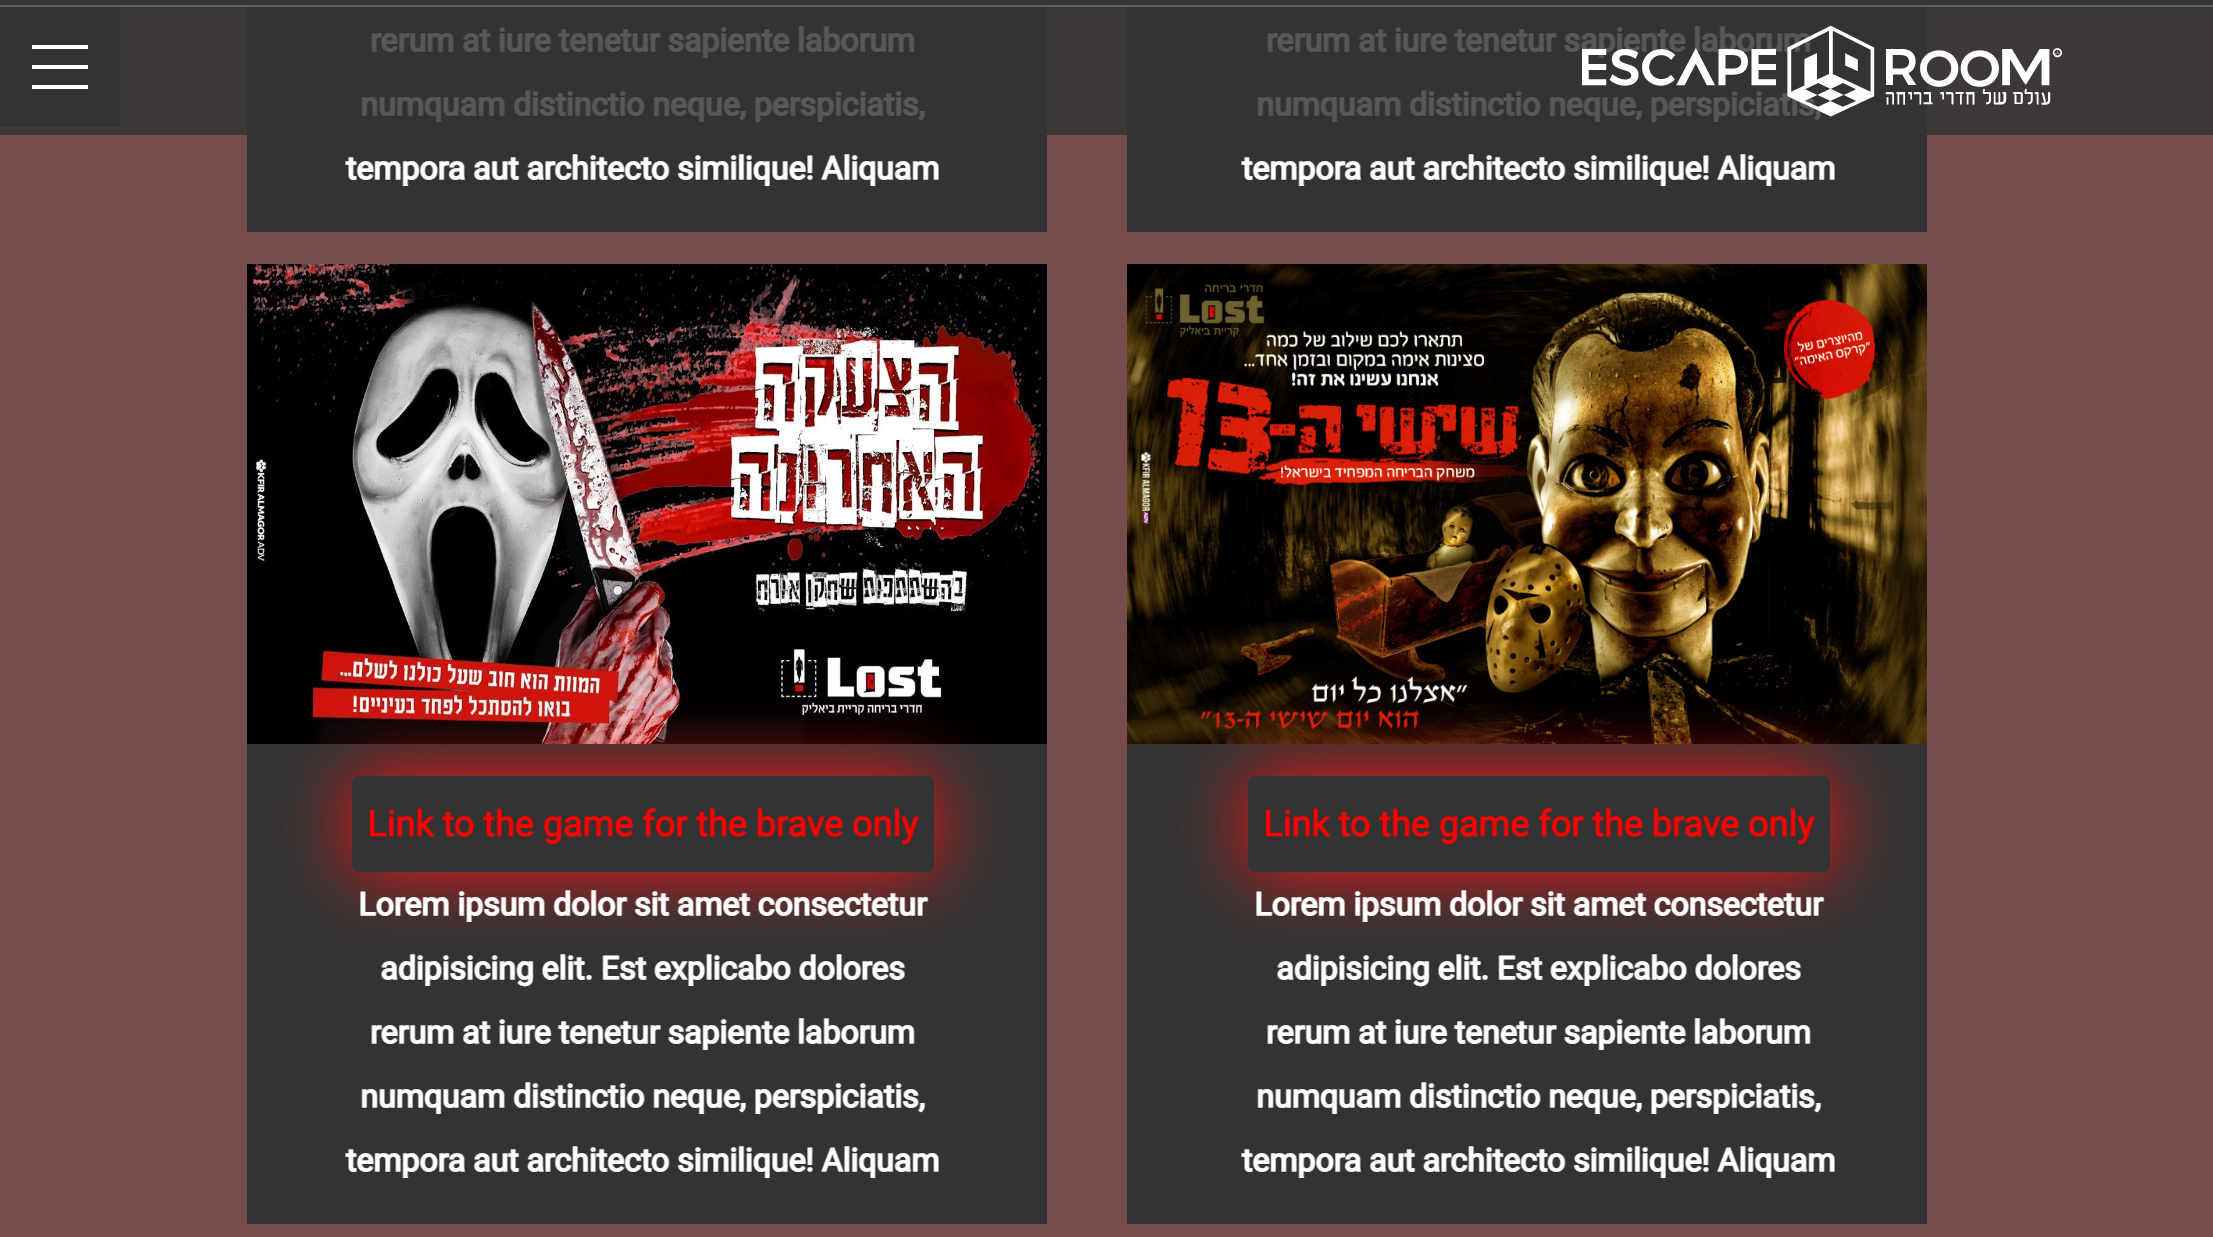 rerum at iure tenetur sapiente laborum
numquam distinctio neque, perspiciatis,
tempora aut architecto similique! Aliquam
rerum at iure tenetur sapiente laborum
numquam distinctio neque, perspiciatis,
tempora aut architecto similique! Aliquam
ESCAPE ROOM
עולם של חדרי בריחה
הצעקה
האחרונה
בהשתתפות שחקן אורח
KFIR ALMAGOR ADV
המוות הוא חוב שעל כולנו לשלם...
בואו להסתכל לפחד בעיניים!
Lost
חדרי בריחה קריית ביאליק
חדרי בריחה
Lost
קריית ביאליק
תתארו לכם שילוב של כמה
סצינות אימה במקום ובזמן אחד...
אנחנו עשינו את זה!
שישי ה-13
משחק הבריחה המפחיד בישראל!
מהיוצרים של
"קרקס האימה"
KFIR ALMAGOR ADV
"אצלנו כל יום
הוא יום שישי ה-13"
Link to the game for the brave only
Lorem ipsum dolor sit amet consectetur
adipisicing elit. Est explicabo dolores
rerum at iure tenetur sapiente laborum
numquam distinctio neque, perspiciatis,
tempora aut architecto similique! Aliquam
Link to the game for the brave only
Lorem ipsum dolor sit amet consectetur
adipisicing elit. Est explicabo dolores
rerum at iure tenetur sapiente laborum
numquam distinctio neque, perspiciatis,
tempora aut architecto similique! Aliquam